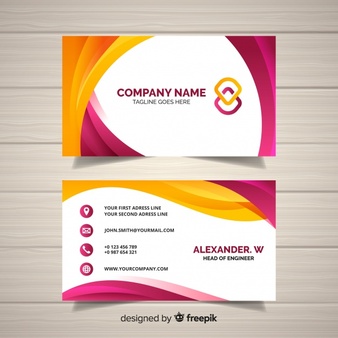 COMPANY NAME
TAGLINE GOES HERE
YOUR FIRST ADRESS LINE
YOUR SECOND ADRESS LINE
JOHN.SMITH@YOURMAIL.COM
+0 123 456 789
+0 987 654 321
WWW.YOURCOMPANY.COM
ALEXANDER. W
HEAD OF ENGINEER
designed by freepik